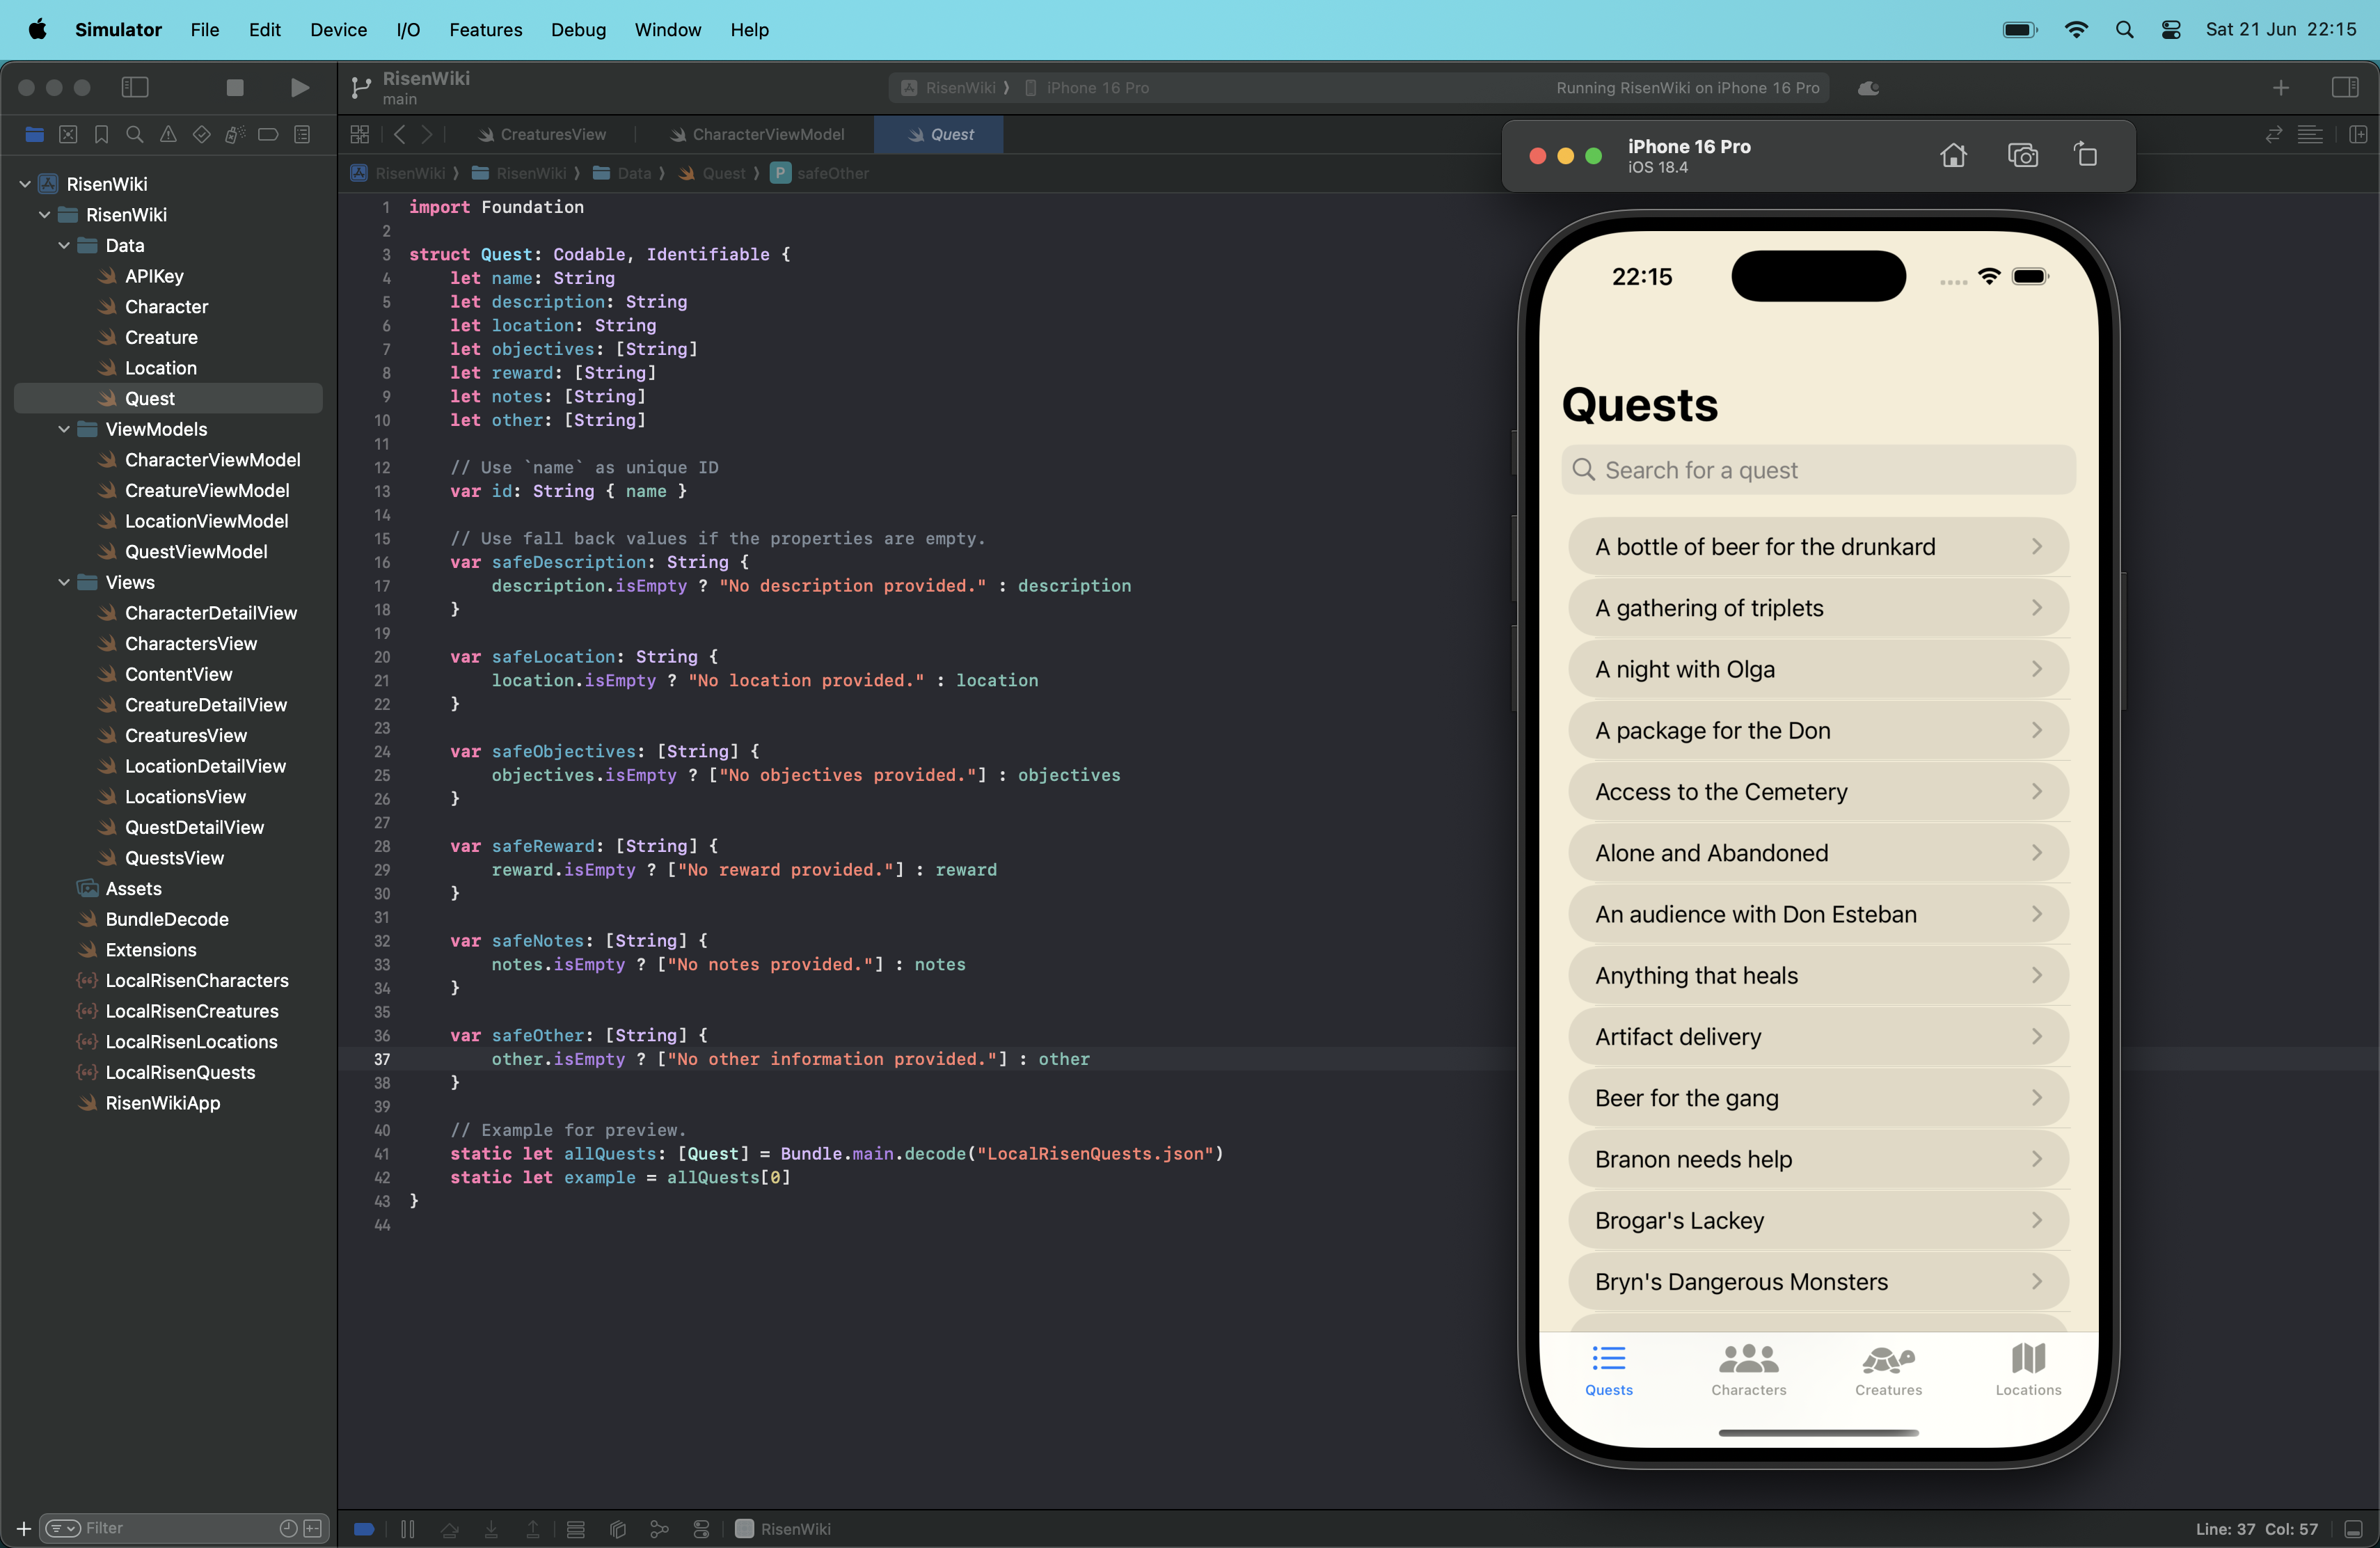 Simulator File Edit Device I/O Features Debug Window Help Sat 21 Jun 22:15
RisenWiki
main
RisenWiki iPhone 16 Pro Running RisenWiki on iPhone 16 Pro
CreaturesView CharacterViewModel Quest
RisenWiki RisenWiki Data Quest P safeOther
RisenWiki
RisenWiki
Data
APIKey
Character
Creature
Location
Quest
ViewModels
CharacterViewModel
CreatureViewModel
LocationViewModel
QuestViewModel
Views
CharacterDetailView
CharactersView
ContentView
CreatureDetailView
CreaturesView
LocationDetailView
LocationsView
QuestDetailView
QuestsView
Assets
BundleDecode
Extensions
LocalRisenCharacters
LocalRisenCreatures
LocalRisenLocations
LocalRisenQuests
RisenWikiApp
Filter
1 import Foundation
2
3 struct Quest: Codable, Identifiable {
4 let name: String
5 let description: String
6 let location: String
7 let objectives: [String]
8 let reward: [String]
9 let notes: [String]
10 let other: [String]
11
12 // Use `name` as unique ID
13 var id: String { name }
14
15 // Use fall back values if the properties are empty.
16 var safeDescription: String {
17 description.isEmpty ? "No description provided." : description
18 }
19
20 var safeLocation: String {
21 location.isEmpty ? "No location provided." : location
22 }
23
24 var safeObjectives: [String] {
25 objectives.isEmpty ? ["No objectives provided."] : objectives
26 }
27
28 var safeReward: [String] {
29 reward.isEmpty ? ["No reward provided."] : reward
30 }
31
32 var safeNotes: [String] {
33 notes.isEmpty ? ["No notes provided."] : notes
34 }
35
36 var safeOther: [String] {
37 other.isEmpty ? ["No other information provided."] : other
38 }
39
40 // Example for preview.
41 static let allQuests: [Quest] = Bundle.main.decode("LocalRisenQuests.json")
42 static let example = allQuests[0]
43 }
44
RisenWiki
Line: 37 Col: 57
iPhone 16 Pro
iOS 18.4
22:15
Quests
Search for a quest
A bottle of beer for the drunkard
A gathering of triplets
A night with Olga
A package for the Don
Access to the Cemetery
Alone and Abandoned
An audience with Don Esteban
Anything that heals
Artifact delivery
Beer for the gang
Branon needs help
Brogar's Lackey
Bryn's Dangerous Monsters
Quests Characters Creatures Locations